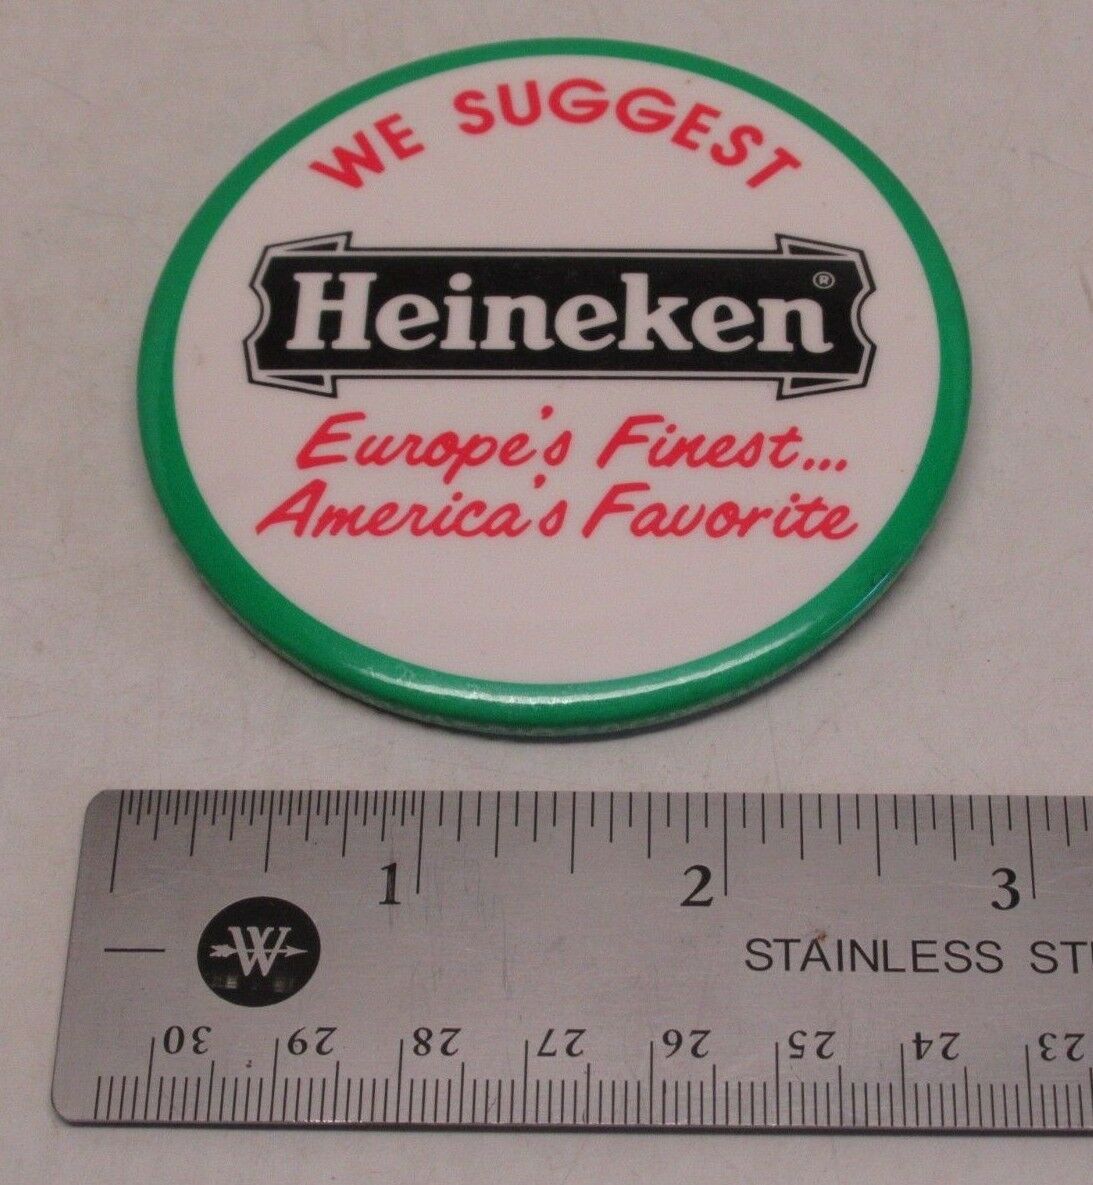 WE SUGGEST
Heineken®
Europe's Finest...
America's Favorite
1 2 3
W
STAINLESS ST
30 29 28 27 26 25 24 23